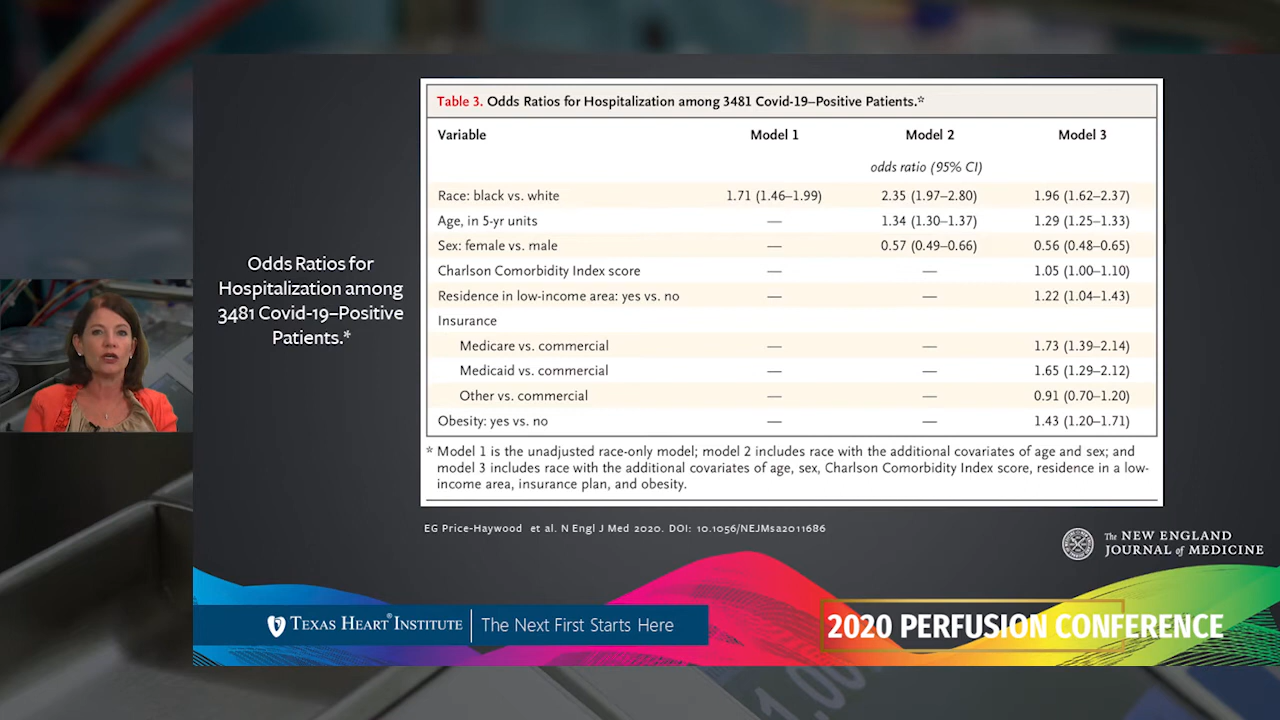 Odds Ratios for
Hospitalization among
3481 Covid-19–Positive
Patients.*
Table 3. Odds Ratios for Hospitalization among 3481 Covid-19–Positive Patients.*
Variable Model 1 Model 2 Model 3
odds ratio (95% CI)
Race: black vs. white 1.71 (1.46–1.99) 2.35 (1.97–2.80) 1.96 (1.62–2.37)
Age, in 5-yr units — 1.34 (1.30–1.37) 1.29 (1.25–1.33)
Sex: female vs. male — 0.57 (0.49–0.66) 0.56 (0.48–0.65)
Charlson Comorbidity Index score — — 1.05 (1.00–1.10)
Residence in low-income area: yes vs. no — — 1.22 (1.04–1.43)
Insurance
Medicare vs. commercial — — 1.73 (1.39–2.14)
Medicaid vs. commercial — — 1.65 (1.29–2.12)
Other vs. commercial — — 0.91 (0.70–1.20)
Obesity: yes vs. no — — 1.43 (1.20–1.71)
* Model 1 is the unadjusted race-only model; model 2 includes race with the additional covariates of age and sex; and
model 3 includes race with the additional covariates of age, sex, Charlson Comorbidity Index score, residence in a low-
income area, insurance plan, and obesity.
EG Price-Haywood et al. N Engl J Med 2020. DOI: 10.1056/NEJMsa2011686
The NEW ENGLAND
JOURNAL of MEDICINE
TEXAS HEART® INSTITUTE The Next First Starts Here
2020 PERFUSION CONFERENCE